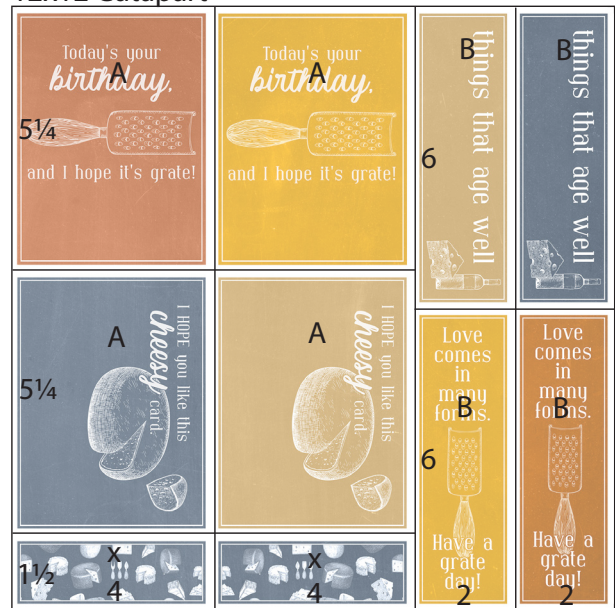 Today's your
birthday,
A
5¼
and I hope it's grate!
Today's your
birthday,
A
and I hope it's grate!
B
things that age well
6
B
things that age well
A
5¼
I HOPE you like this
cheesy
card.
A
I HOPE you like this
cheesy
card.
Love
comes
in
many
forms.
B
6
Have a
grate
day!
2
Love
comes
in
many
forms.
B
Have a
grate
day!
2
1½
x
4
x
4